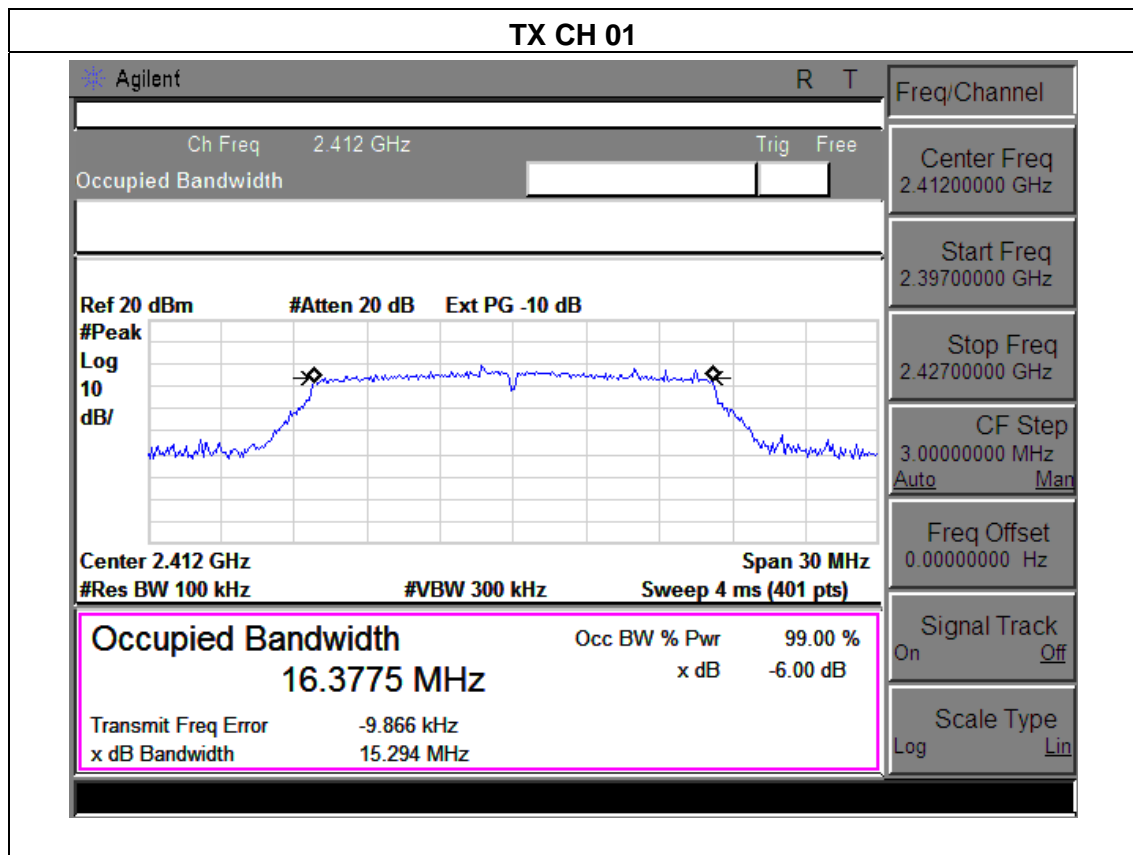 TX CH 01
Agilent R T
Freq/Channel
Ch Freq 2.412 GHz Trig Free
Occupied Bandwidth
Center Freq
2.41200000 GHz
Start Freq
2.39700000 GHz
Stop Freq
2.42700000 GHz
CF Step
3.00000000 MHz
Auto Man
Freq Offset
0.00000000 Hz
Signal Track
On Off
Scale Type
Log Lin
Ref 20 dBm #Atten 20 dB Ext PG -10 dB
#Peak
Log
10
dB/
Center 2.412 GHz Span 30 MHz
#Res BW 100 kHz #VBW 300 kHz Sweep 4 ms (401 pts)
Occupied Bandwidth Occ BW % Pwr 99.00 %
16.3775 MHz x dB -6.00 dB
Transmit Freq Error -9.866 kHz
x dB Bandwidth 15.294 MHz